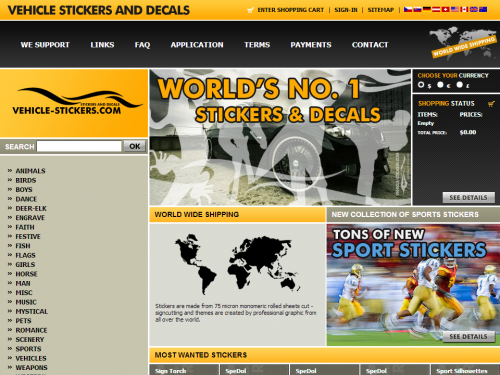 VEHICLE STICKERS AND DECALS
ENTER SHOPPING CART | SIGN-IN | SITEMAP |
WE SUPPORT LINKS FAQ APPLICATION TERMS PAYMENTS CONTACT
WORLD WIDE SHIPPING
STICKERS AND DECALS
VEHICLE-STICKERS.COM
SEARCH OK
» ANIMALS
» BIRDS
» BOYS
» DANCE
» DEER-ELK
» ENGRAVE
» FAITH
» FESTIVE
» FISH
» FLAGS
» GIRLS
» HORSE
» MAN
» MISC
» MUSIC
» MYSTICAL
» PETS
» ROMANCE
» SCENERY
» SPORTS
» VEHICLES
» WEAPONS
WORLD'S NO. 1
STICKERS & DECALS
CHOOSE YOUR CURRENCY
$ € £
SHOPPING STATUS
ITEMS: PRICES:
Empty
TOTAL PRICE: $0.00
SEE DETAILS
WORLD WIDE SHIPPING
Stickers are made from 75 micron monomeric rolled sheets cut -
signcutting and themes are created by professional graphic from
all over the world.
NEW COLLECTION OF SPORTS STICKERS
TONS OF NEW
SPORT STICKERS
SEE DETAILS
MOST WANTED STICKERS
Sign Torch SpeDol SpeDol Sport Silhouettes